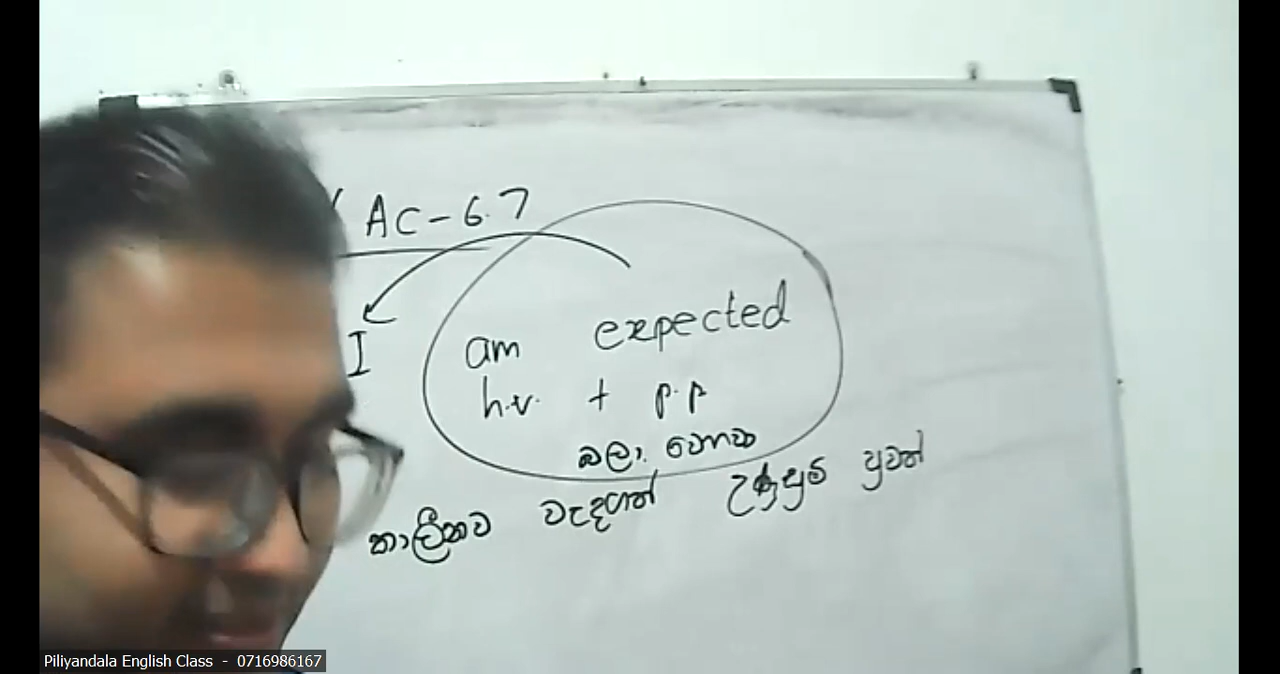 AC - 6.7
I am expected
h.v. + p.p
බලා.
කාලීනව වැදගත් උණුසුම් පුවත්
Piliyandala English Class - 0716986167